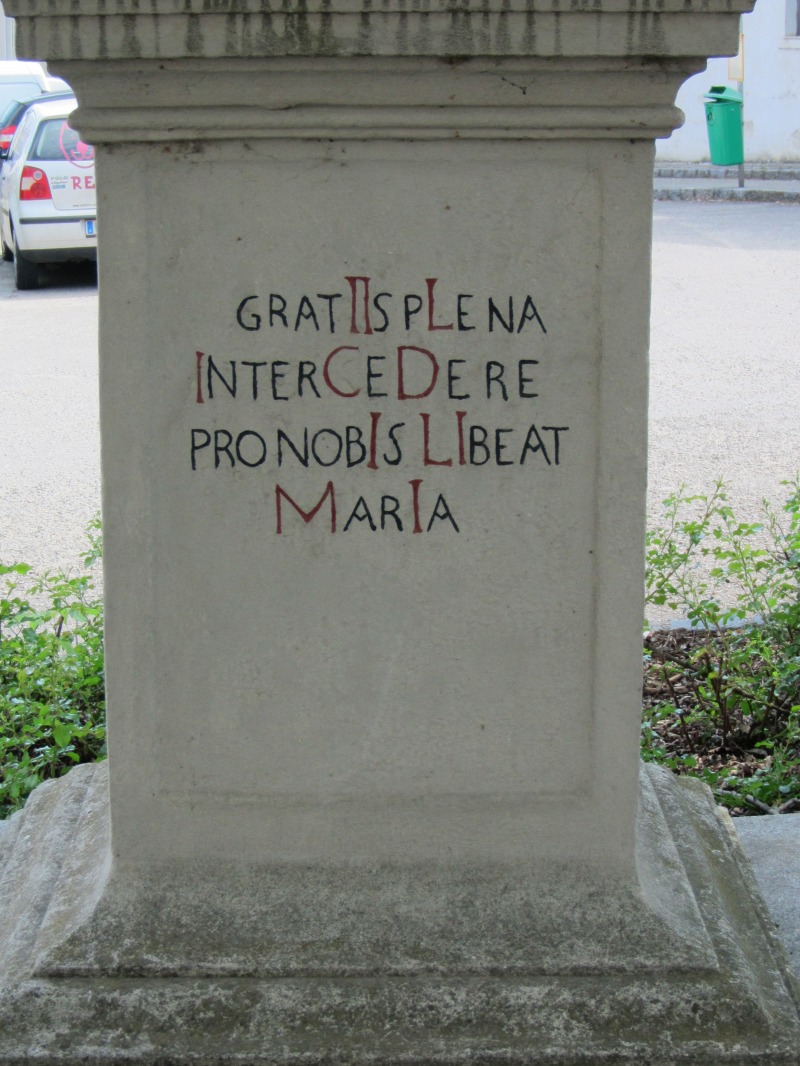 GRATIIS PLENA
INTERCEDERE
PRO NOBIS LIBEAT
MARIA